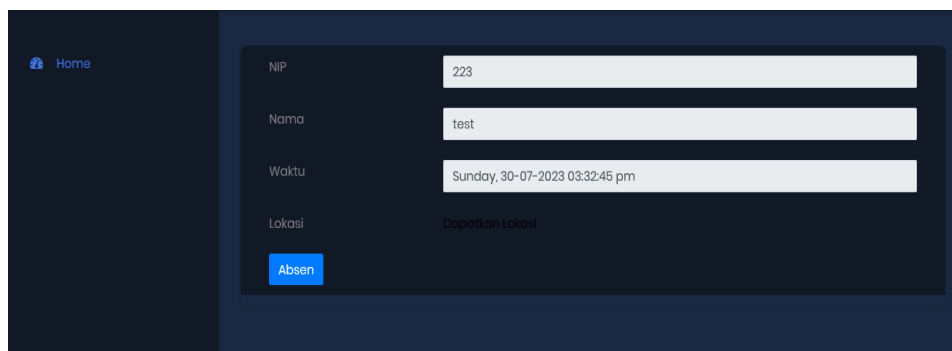 Home
NIP
223
Nama
test
Waktu
Sunday, 30-07-2023 03:32:45 pm
Lokasi
Dapatkan Lokasi
Absen